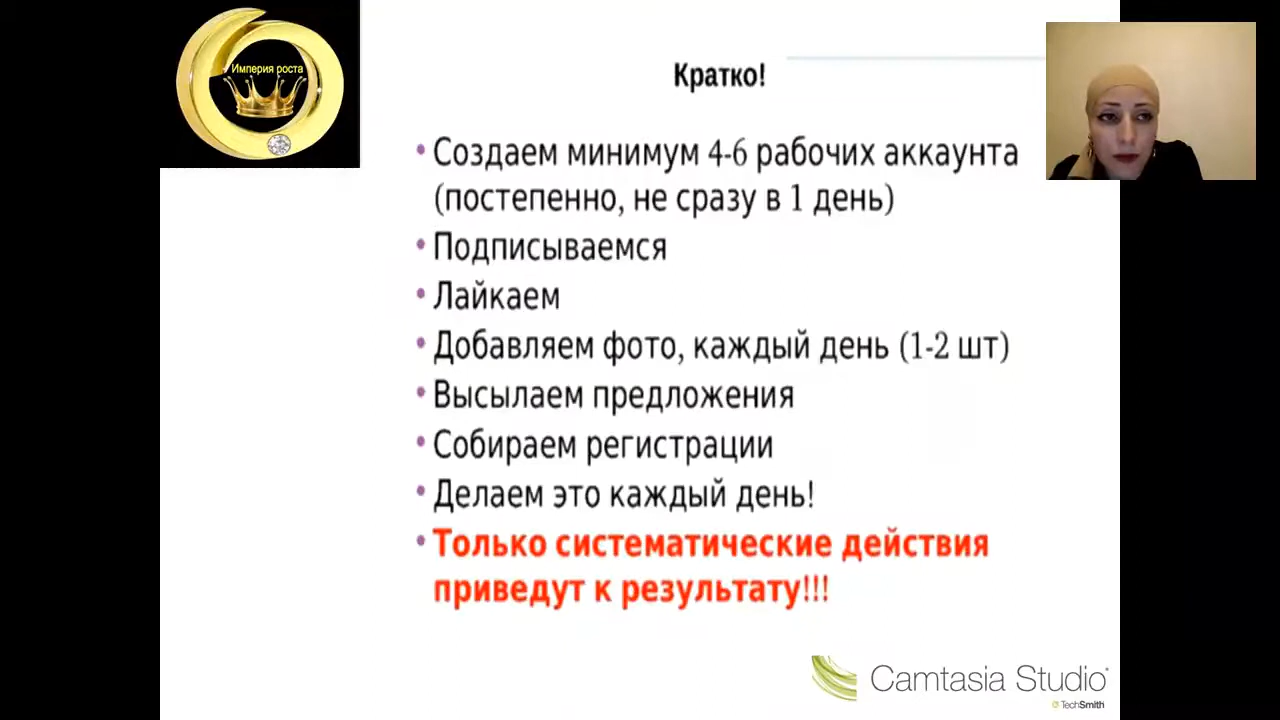 Империя роста
Кратко!
• Создаем минимум 4-6 рабочих аккаунта
(постепенно, не сразу в 1 день)
• Подписываемся
• Лайкаем
• Добавляем фото, каждый день (1-2 шт)
• Высылаем предложения
• Собираем регистрации
• Делаем это каждый день!
• Только систематические действия
приведут к результату!!!
Camtasia Studio
TechSmith